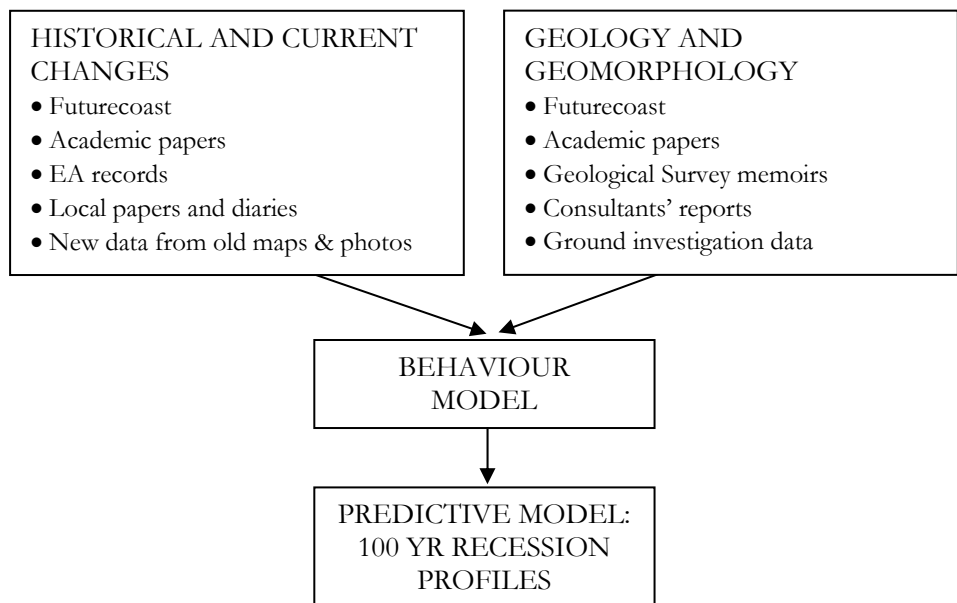 HISTORICAL AND CURRENT
CHANGES
• Futurecoast
• Academic papers
• EA records
• Local papers and diaries
• New data from old maps & photos
GEOLOGY AND
GEOMORPHOLOGY
• Futurecoast
• Academic papers
• Geological Survey memoirs
• Consultants’ reports
• Ground investigation data
BEHAVIOUR
MODEL
PREDICTIVE MODEL:
100 YR RECESSION
PROFILES